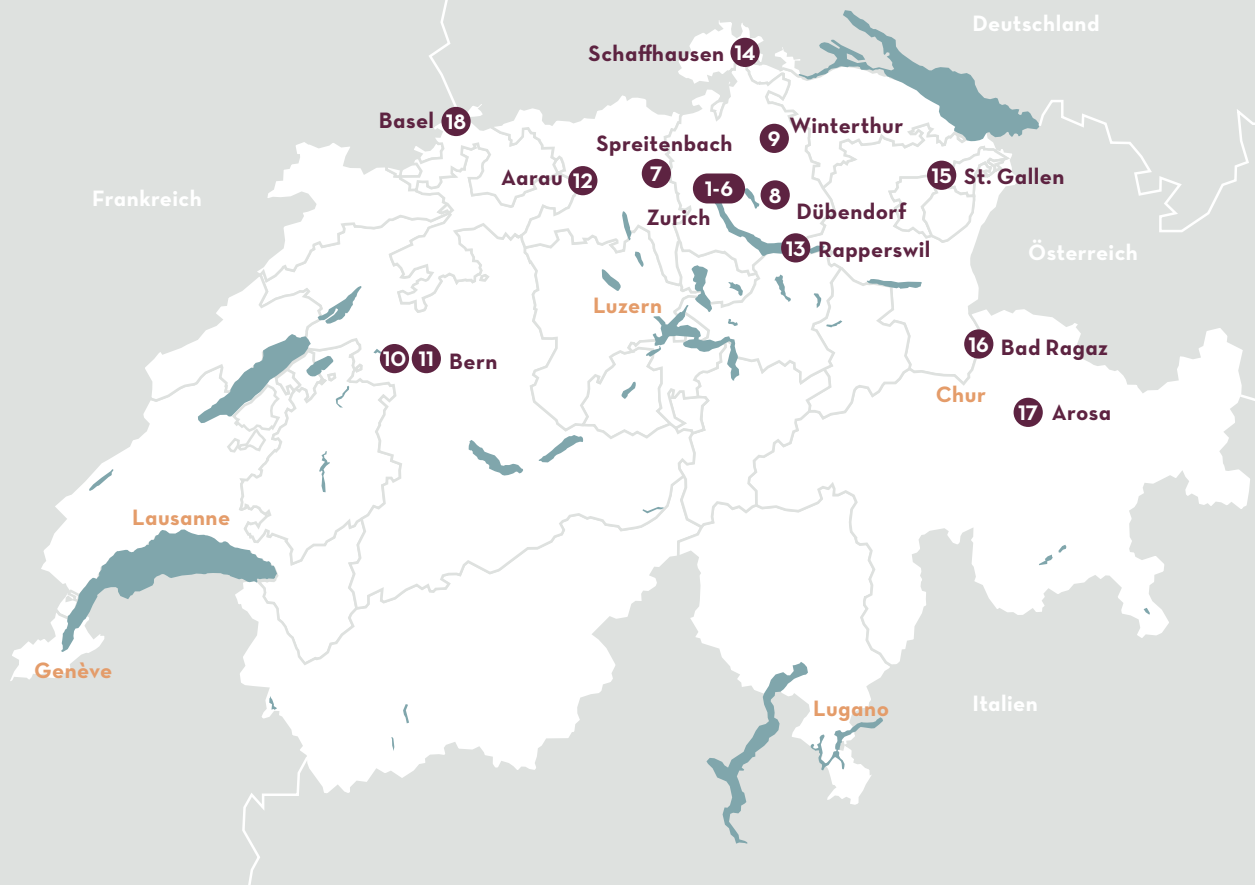 Deutschland
Schaffhausen 14
Basel 18
9 Winterthur
Spreitenbach
7
Aarau 12
1-6
Zurich
8
Dübendorf
15 St. Gallen
Frankreich
13 Rapperswil
Österreich
Luzern
10 11 Bern
16 Bad Ragaz
Chur
17 Arosa
Lausanne
Genève
Lugano
Italien